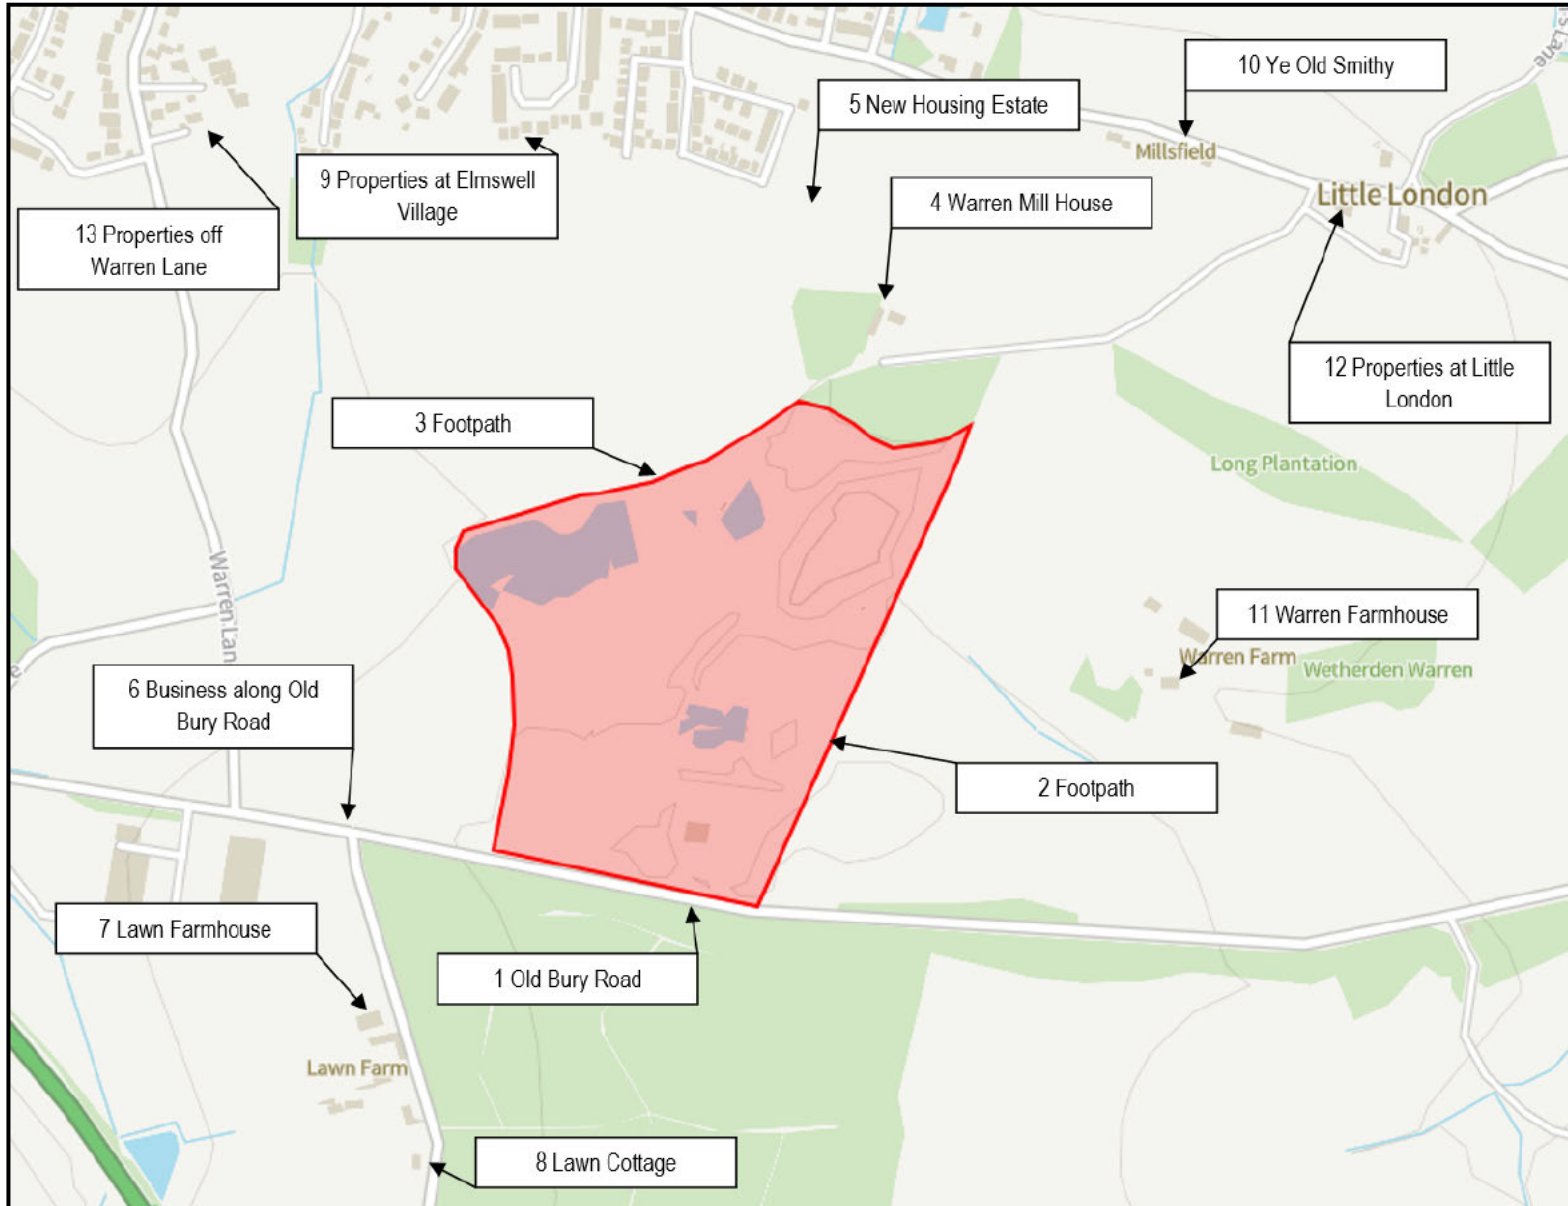 s Lane
10 Ye Old Smithy
5 New Housing Estate
Millsfield
9 Properties at Elmswell
Village
4 Warren Mill House
Little London
13 Properties off
Warren Lane
12 Properties at Little
London
3 Footpath
Long Plantation
Warren Lan
11 Warren Farmhouse
Warren Farm
Wetherden Warren
e
6 Business along Old
Bury Road
2 Footpath
7 Lawn Farmhouse
1 Old Bury Road
Lawn Farm
8 Lawn Cottage